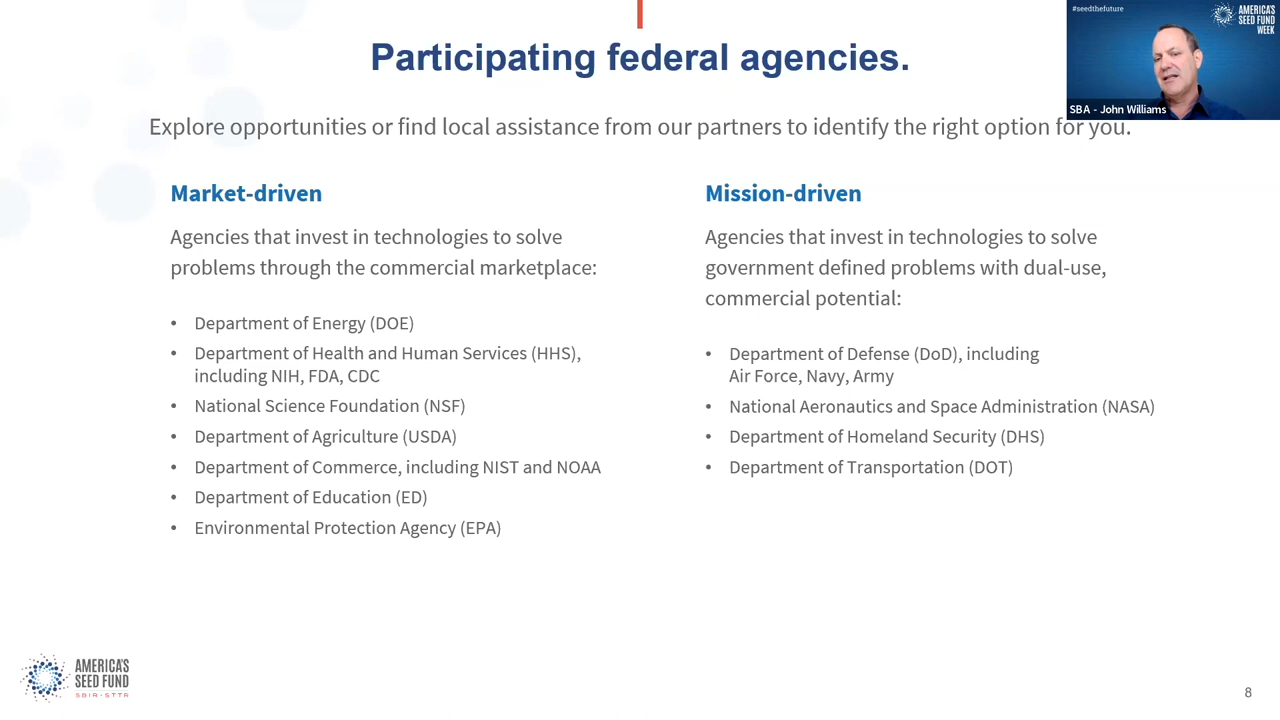 #seedthefuture
AMERICA'S
SEED FUND
WEEK
SBA - John Williams
Participating federal agencies.
Explore opportunities or find local assistance from our partners to identify the right option for you.
Market-driven
Agencies that invest in technologies to solve
problems through the commercial marketplace:
• Department of Energy (DOE)
• Department of Health and Human Services (HHS),
including NIH, FDA, CDC
• National Science Foundation (NSF)
• Department of Agriculture (USDA)
• Department of Commerce, including NIST and NOAA
• Department of Education (ED)
• Environmental Protection Agency (EPA)
Mission-driven
Agencies that invest in technologies to solve
government defined problems with dual-use,
commercial potential:
• Department of Defense (DoD), including
Air Force, Navy, Army
• National Aeronautics and Space Administration (NASA)
• Department of Homeland Security (DHS)
• Department of Transportation (DOT)
AMERICA'S
SEED FUND
SBIR·STTR
8